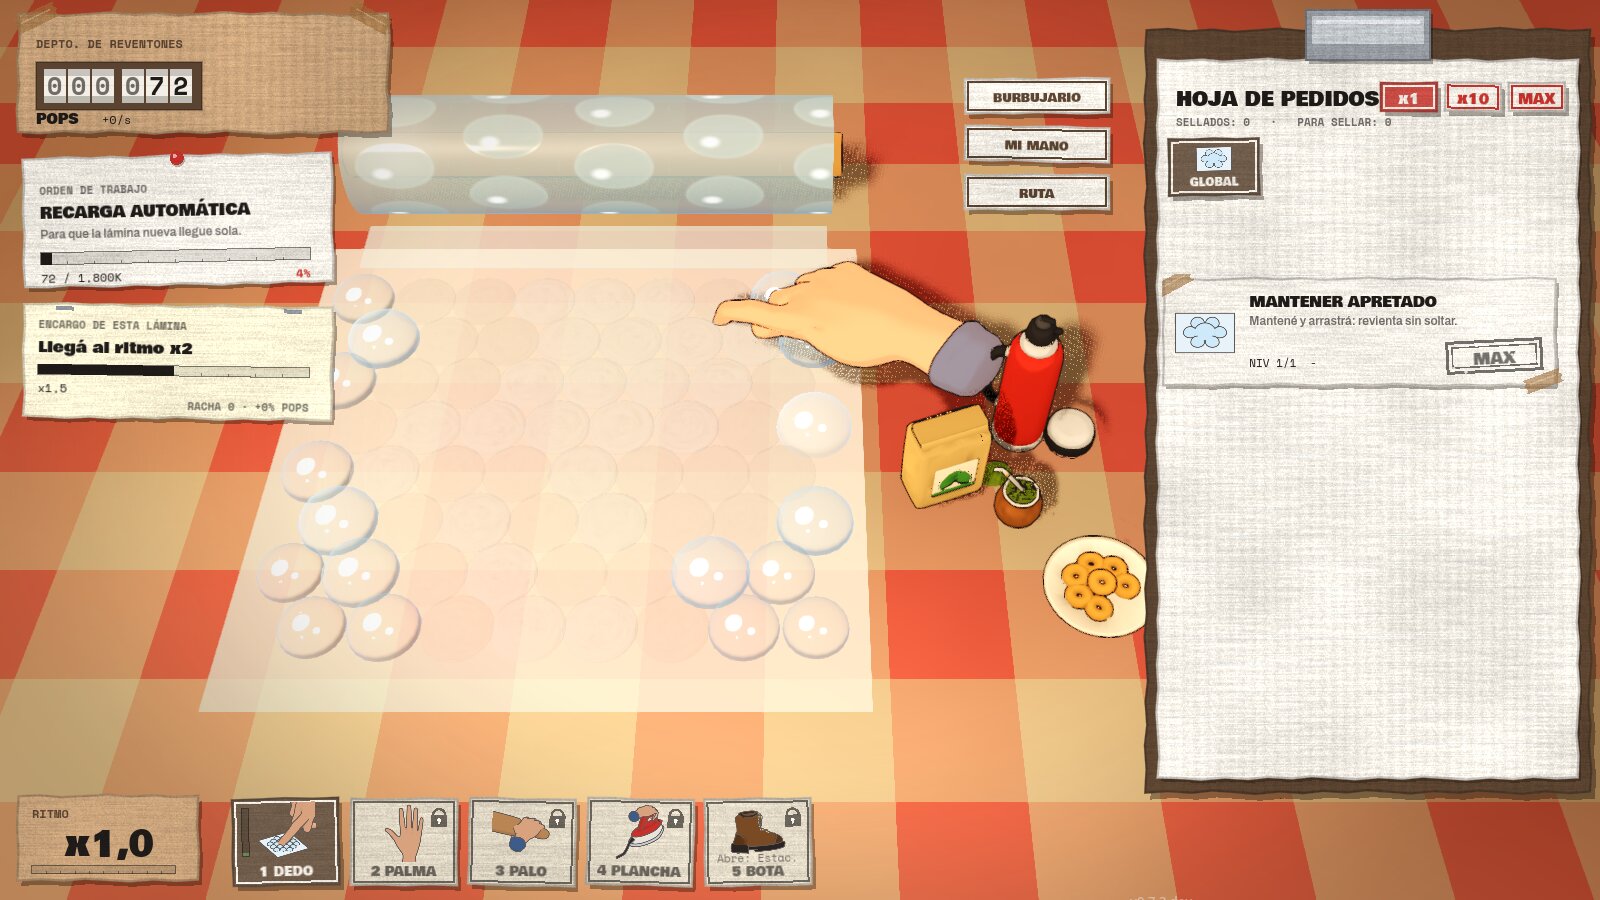 DEPTO. DE REVENTONES
000072
POPS +0/s
ORDEN DE TRABAJO
RECARGA AUTOMÁTICA
Para que la lámina nueva llegue sola.
72 / 1.800K 4%
ENCARGO DE ESTA LÁMINA
Llegá al ritmo x2
x1,5
RACHA 0 · +0% POPS
BURBUJARIO
MI MANO
RUTA
HOJA DE PEDIDOS
x1 x10 MAX
SELLADOS: 0 · PARA SELLAR: 0
GLOBAL
MANTENER APRETADO
Mantené y arrastrá: revienta sin soltar.
NIV 1/1 -
MAX
RITMO
x1,0
1 DEDO
2 PALMA
3 PALO
4 PLANCHA
Abre: Estac.
5 BOTA